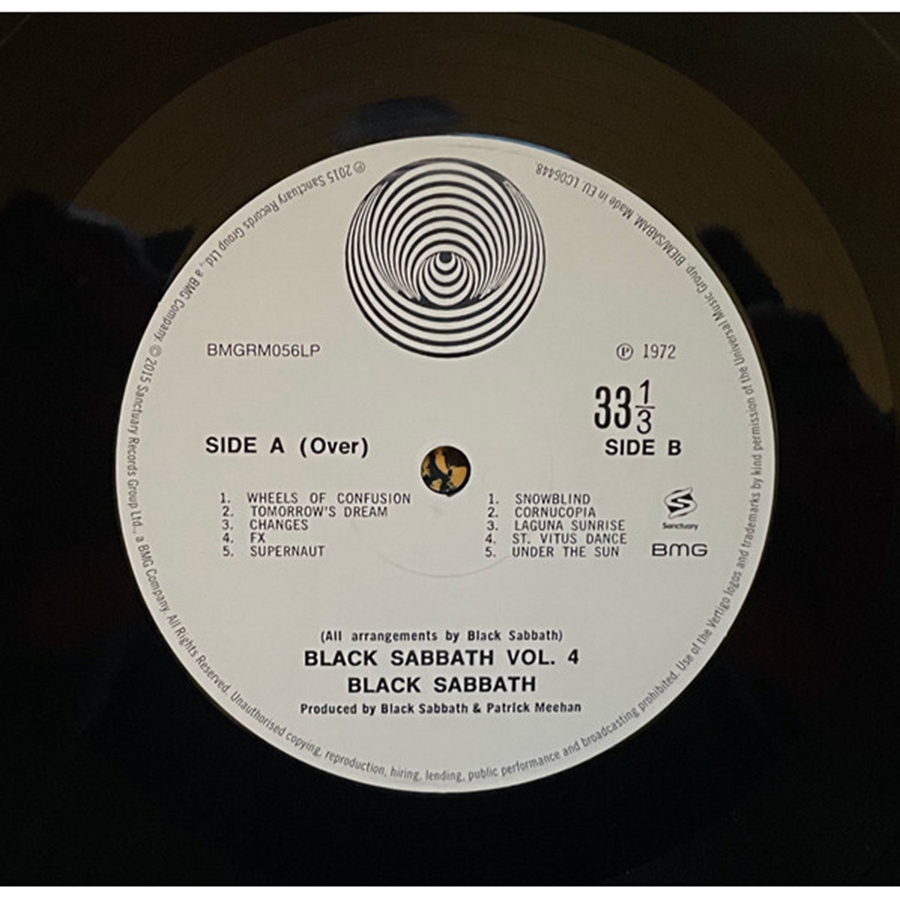 ℗ 2015 Sanctuary Records Group Ltd., a BMG Company. © 2015 Sanctuary Records Group Ltd., a BMG Company. All Rights Reserved. Unauthorised copying, reproduction, hiring, lending, public performance and broadcasting prohibited. Use of the Vertigo logos and trademarks by kind permission of the Universal Music Group. BIEM/SABAM. Made in EU. LC06448.
BMGRM056LP
℗ 1972
33 1/3
SIDE A (Over)
SIDE B
1. WHEELS OF CONFUSION
2. TOMORROW'S DREAM
3. CHANGES
4. FX
5. SUPERNAUT
1. SNOWBLIND
2. CORNUCOPIA
3. LAGUNA SUNRISE
4. ST. VITUS DANCE
5. UNDER THE SUN
Sanctuary
BMG
(All arrangements by Black Sabbath)
BLACK SABBATH VOL. 4
BLACK SABBATH
Produced by Black Sabbath & Patrick Meehan